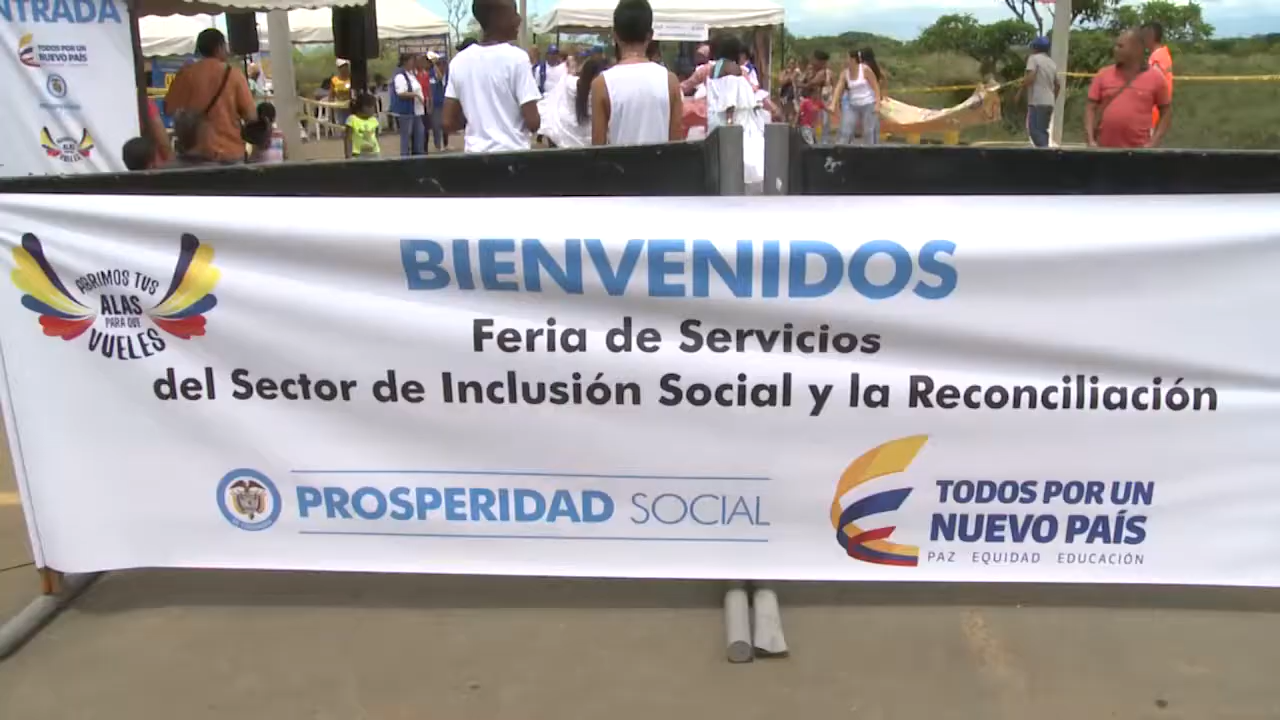 NTRADA
TODOS POR UN
NUEVO PAÍS
BIENVENIDOS
Feria de Servicios
del Sector de Inclusión Social y la Reconciliación
ABRIMOS TUS
ALAS
PARA QUE
VUELES
PROSPERIDAD SOCIAL
TODOS POR UN
NUEVO PAÍS
PAZ EQUIDAD EDUCACIÓN